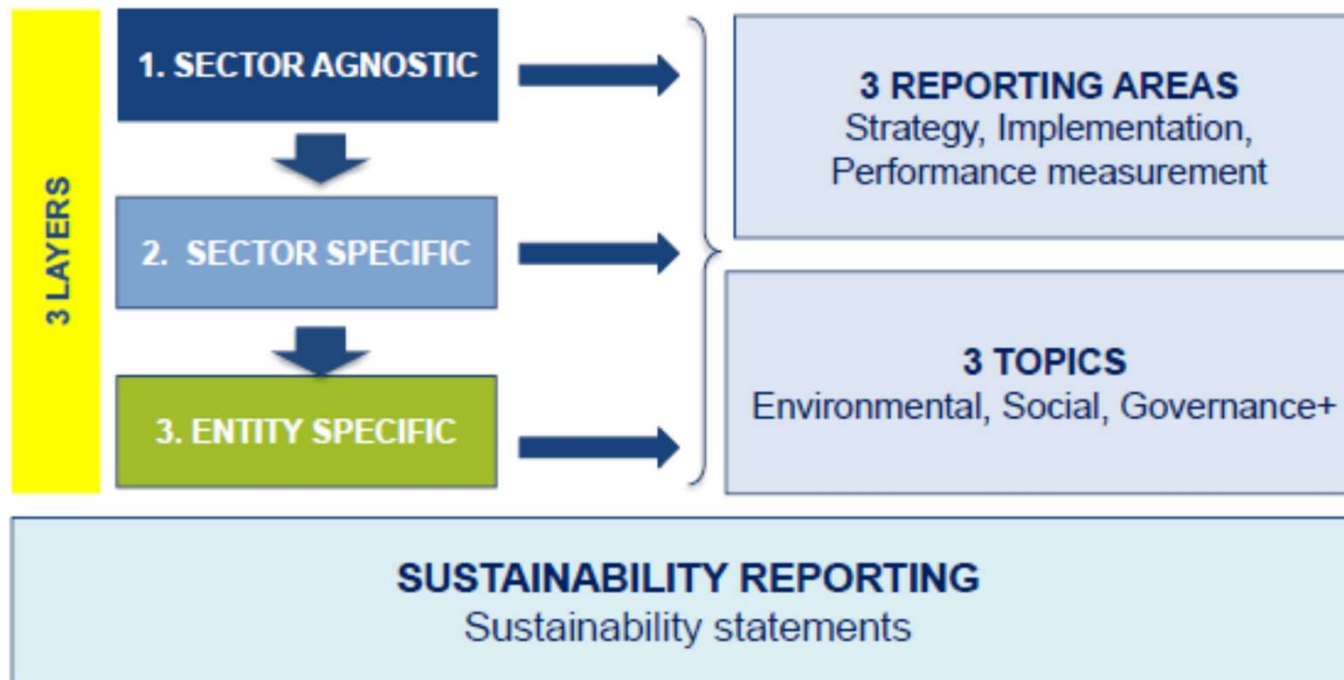 3 LAYERS
1. SECTOR AGNOSTIC
2. SECTOR SPECIFIC
3. ENTITY SPECIFIC
3 REPORTING AREAS
Strategy, Implementation,
Performance measurement
3 TOPICS
Environmental, Social, Governance+
SUSTAINABILITY REPORTING
Sustainability statements